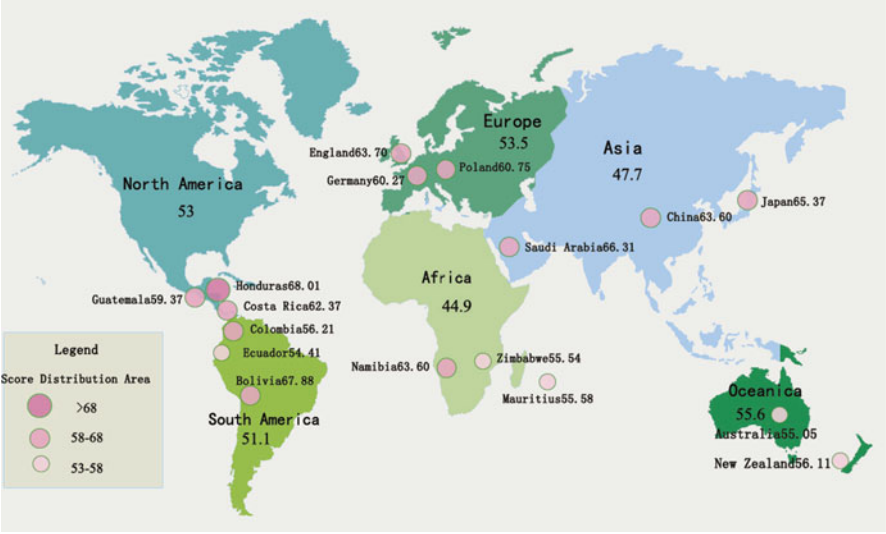 Europe
53.5
England63.70
Poland60.75
Germany60.27
Asia
47.7
North America
53
Japan65.37
China63.60
Saudi Arabia66.31
Africa
44.9
Honduras68.01
Guatemala59.37
Costa Rica62.37
Colombia56.21
Ecuador54.41
Bolivia67.88
South America
51.1
Namibia63.60
Zimbabwe55.54
Mauritius55.58
Oceanica
55.6
Australia55.05
New Zealand56.11
Legend
Score Distribution Area
>68
58-68
53-58